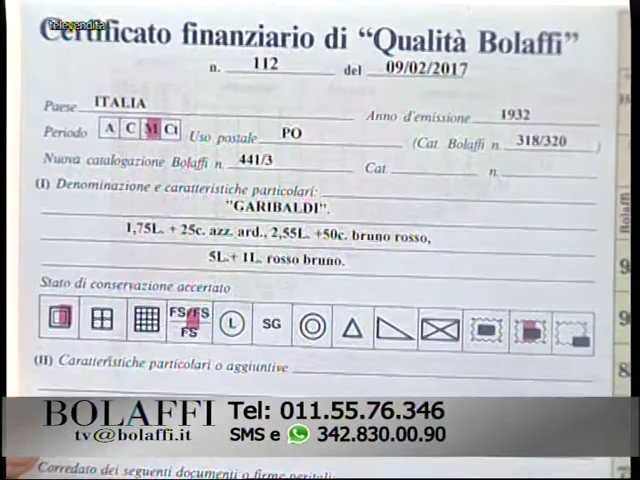 televendita
Certificato finanziario di “Qualità Bolaffi”
n. 112 del 09/02/2017
Paese ITALIA Anno d'emissione 1932
Periodo A C M Ct Uso postale PO (Cat. Bolaffi n. 318/320 )
Nuova catalogazione Bolaffi n. 441/3 Cat. n.
(I) Denominazione e caratteristiche particolari:
"GARIBALDI".
1,75L. + 25c. azz. ard., 2,55L. +50c. bruno rosso,
5L.+ 1L. rosso bruno.
Stato di conservazione accertato
FS/FS
FS
L
SG
(II) Caratteristiche particolari o aggiuntive
BOLAFFI Tel: 011.55.76.346
tv@bolaffi.it SMS e 342.830.00.90
Corredato dei seguenti documenti o firme peritali: